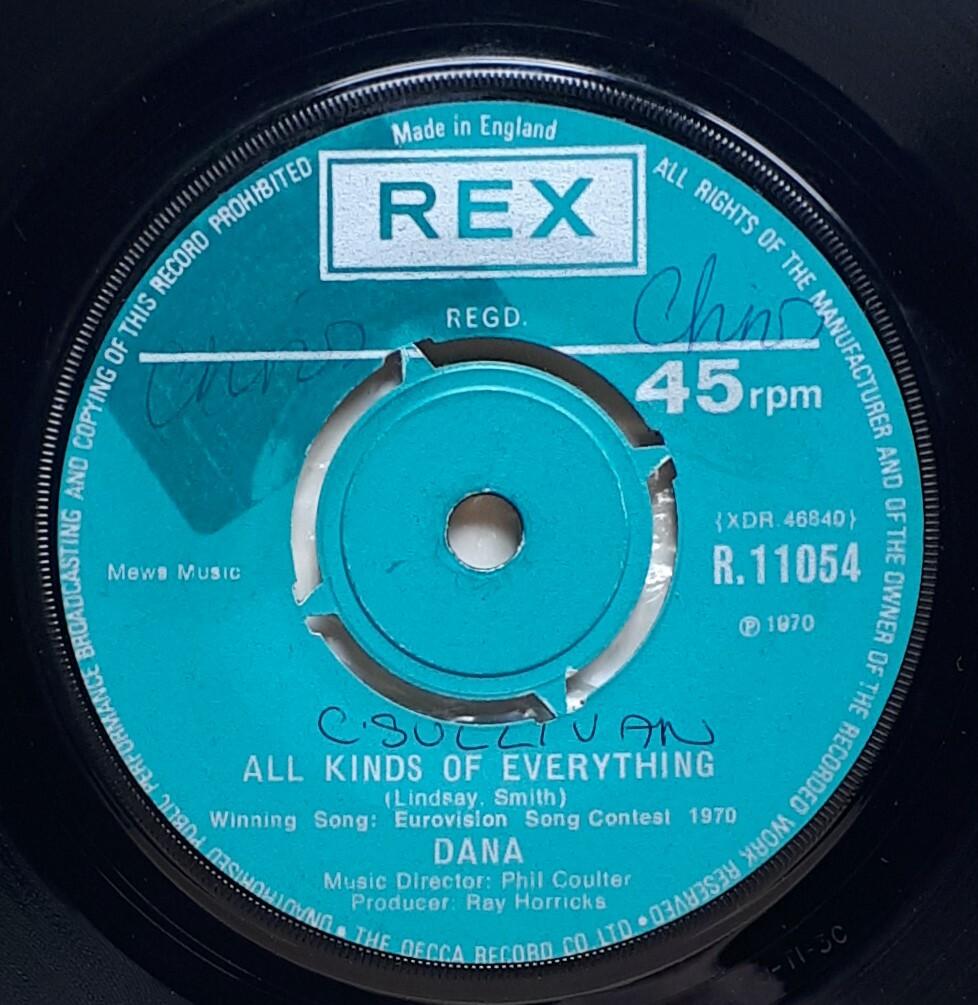 Made in England
REX
REGD.
Chris
Chris
45 rpm
(XDR 46840)
Mews Music
R.11054
℗ 1970
C. SULLIVAN
ALL KINDS OF EVERYTHING
(Lindsay, Smith)
Winning Song: Eurovision Song Contest 1970
DANA
Music Director: Phil Coulter
Producer: Ray Horricks
ALL RIGHTS OF THE MANUFACTURER AND OF THE OWNER OF THE RECORDED WORK RESERVED • THE DECCA RECORD CO. LTD • UNAUTHORISED PUBLIC PERFORMANCE BROADCASTING AND COPYING OF THIS RECORD PROHIBITED